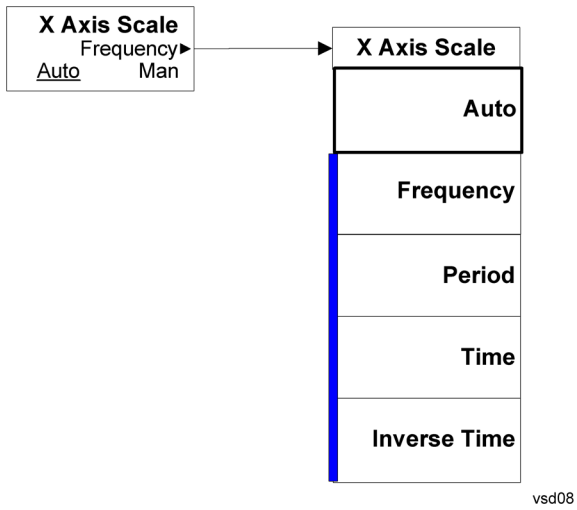 X Axis Scale
Frequency
Auto Man
X Axis Scale
Auto
Frequency
Period
Time
Inverse Time
vsd08